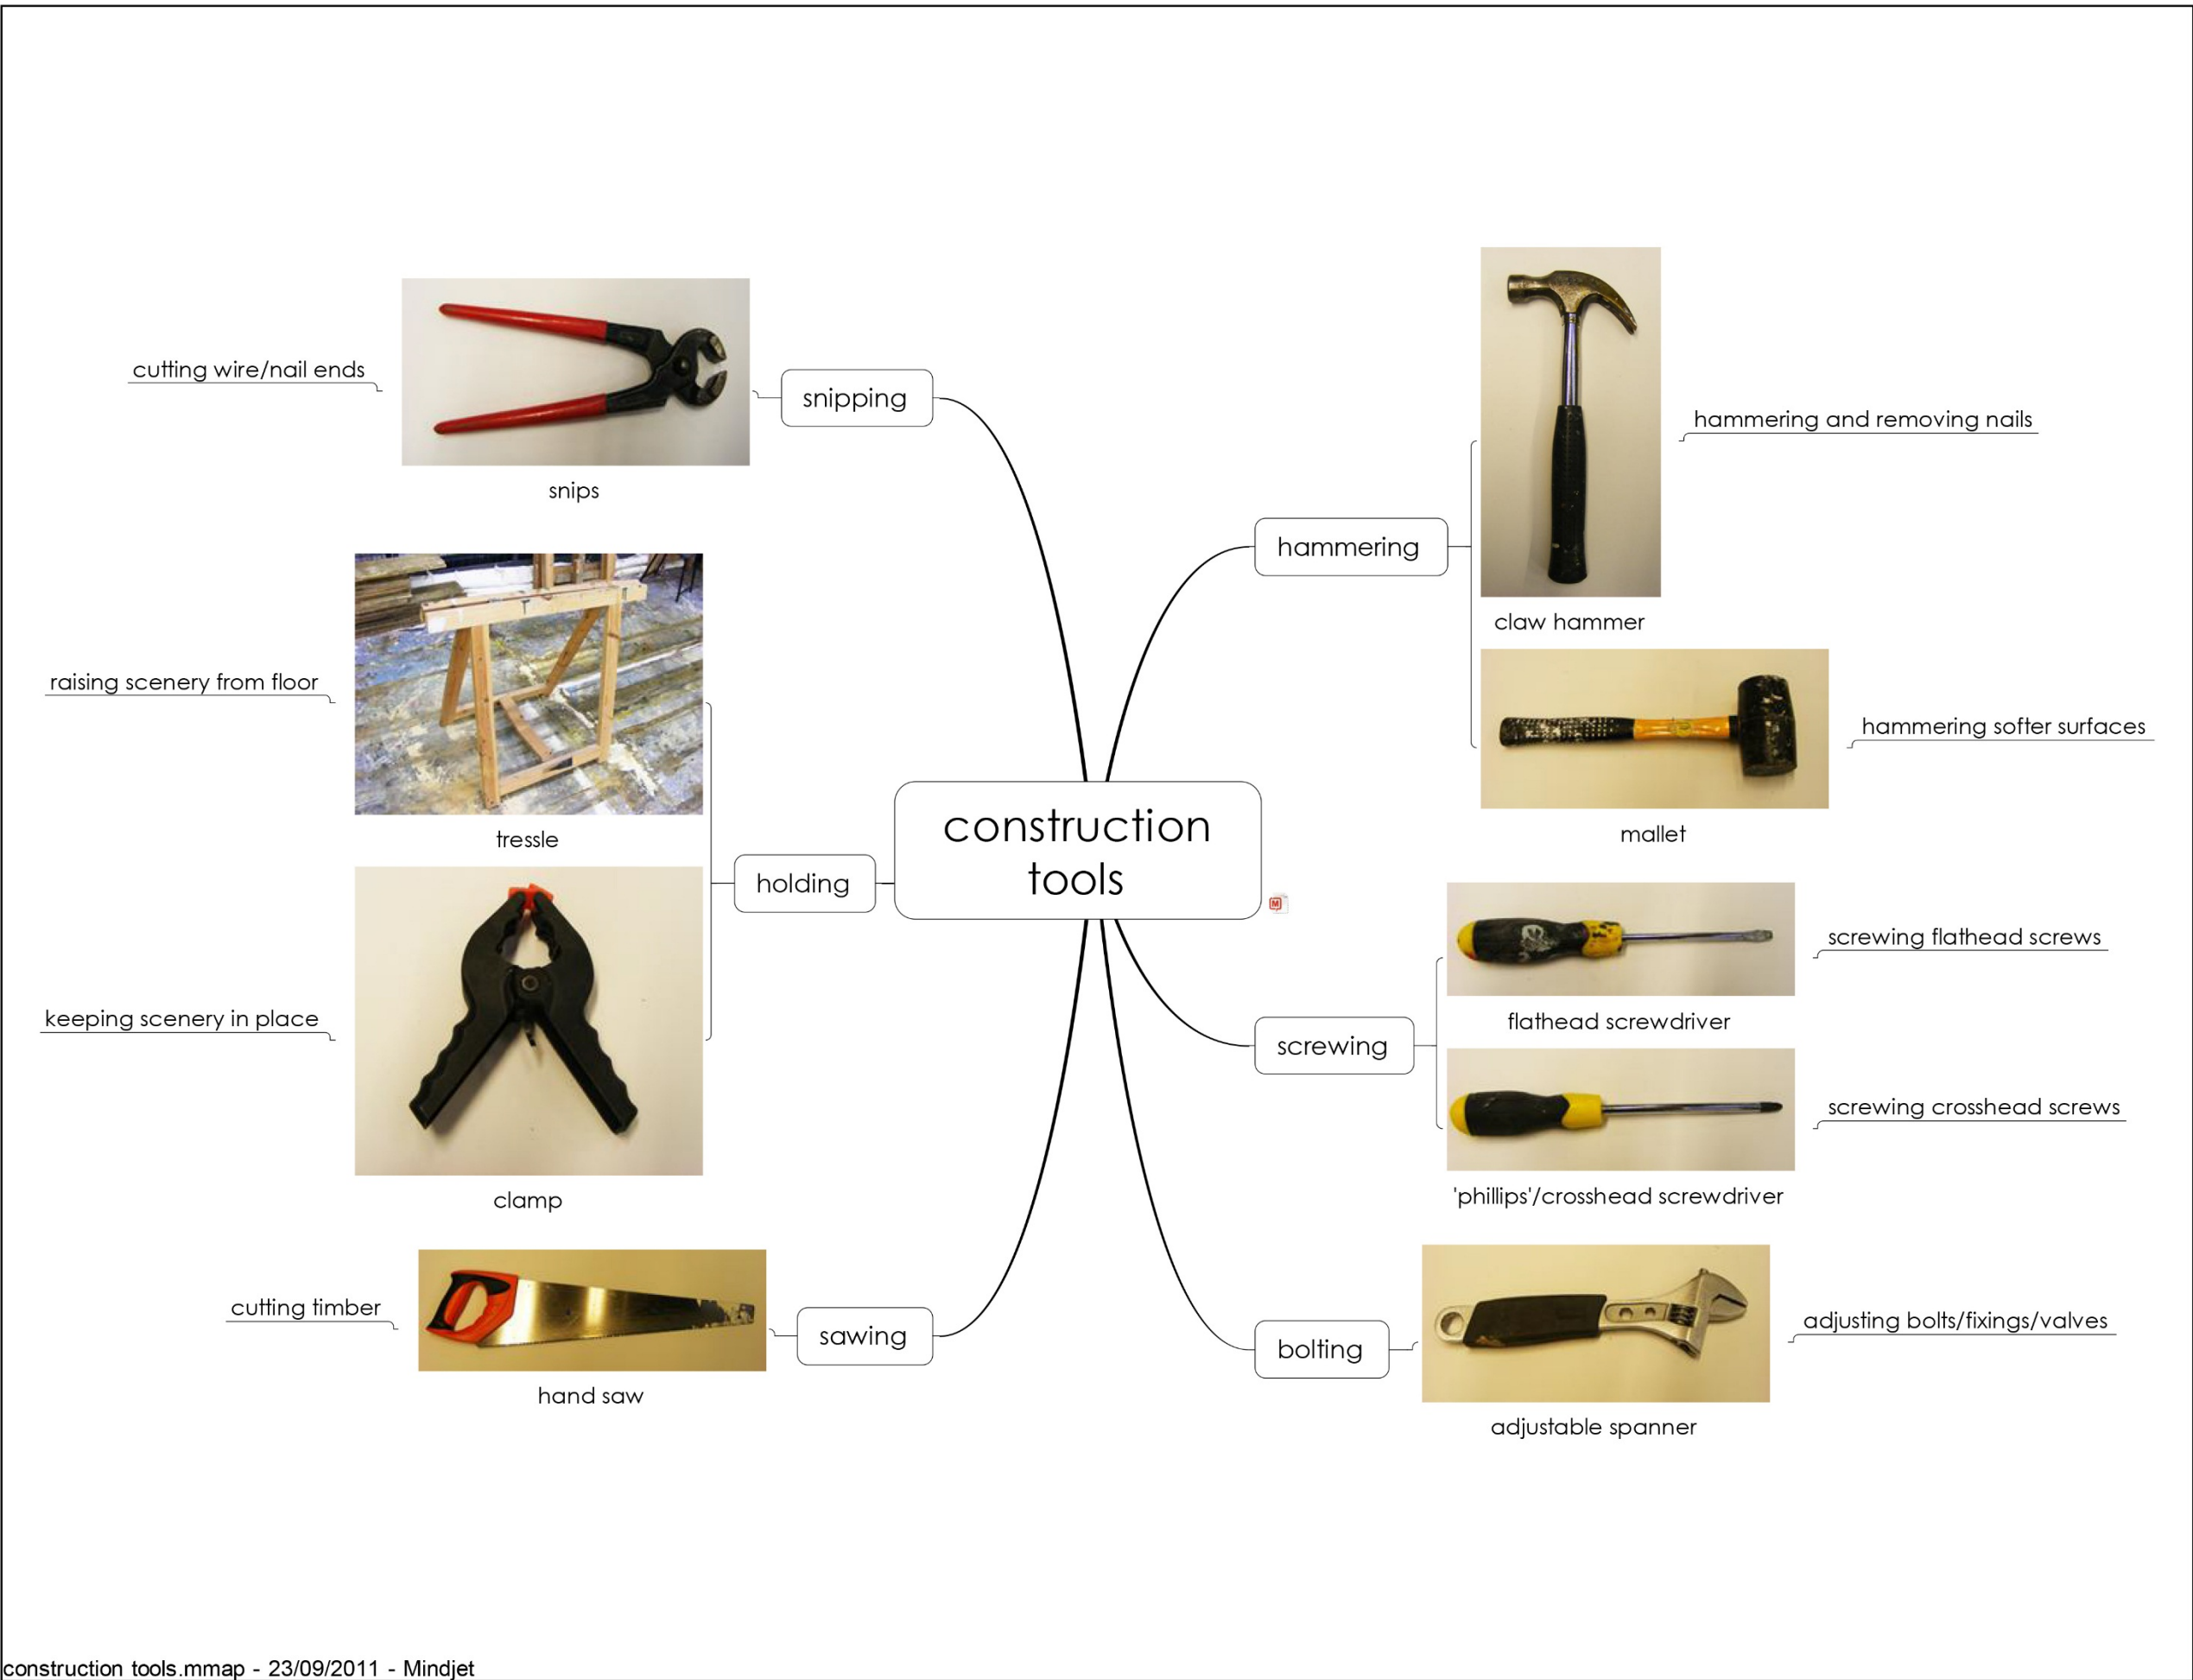 construction
tools
hammering
claw hammer
hammering and removing nails
mallet
hammering softer surfaces
screwing
flathead screwdriver
screwing flathead screws
'phillips'/crosshead screwdriver
screwing crosshead screws
bolting
adjustable spanner
adjusting bolts/fixings/valves
snipping
snips
cutting wire/nail ends
holding
tressle
raising scenery from floor
clamp
keeping scenery in place
sawing
hand saw
cutting timber
construction tools.mmap - 23/09/2011 - Mindjet